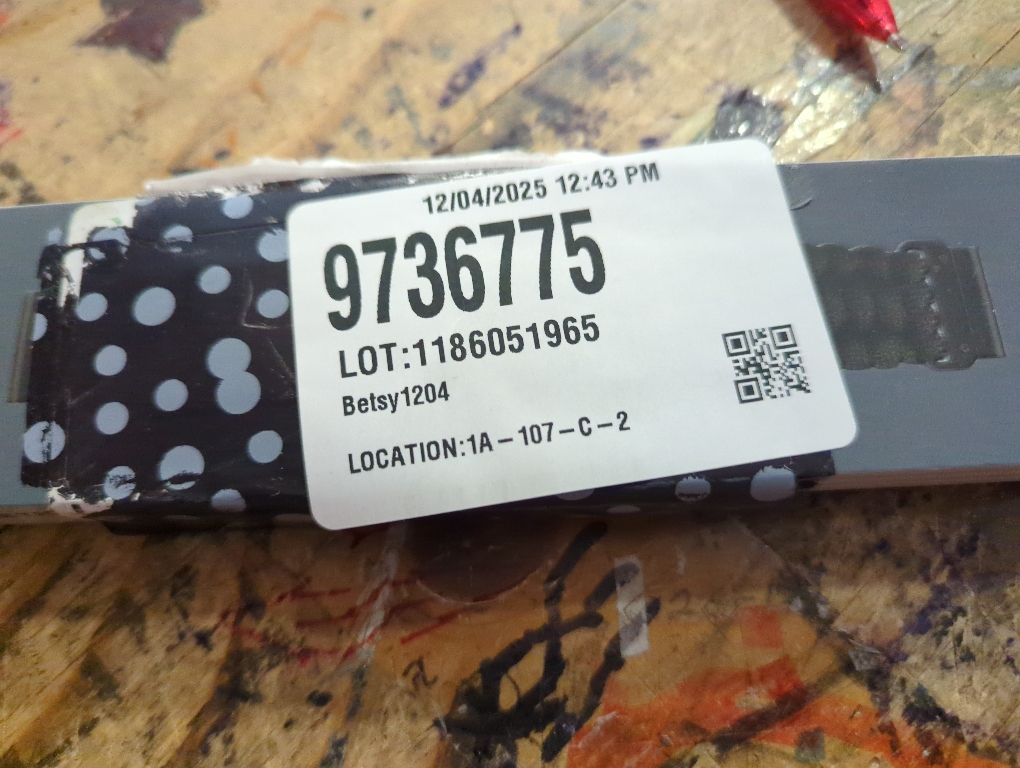 12/04/2025 12:43 PM
9736775
LOT:1186051965
Betsy1204
LOCATION:1A-107-C-2